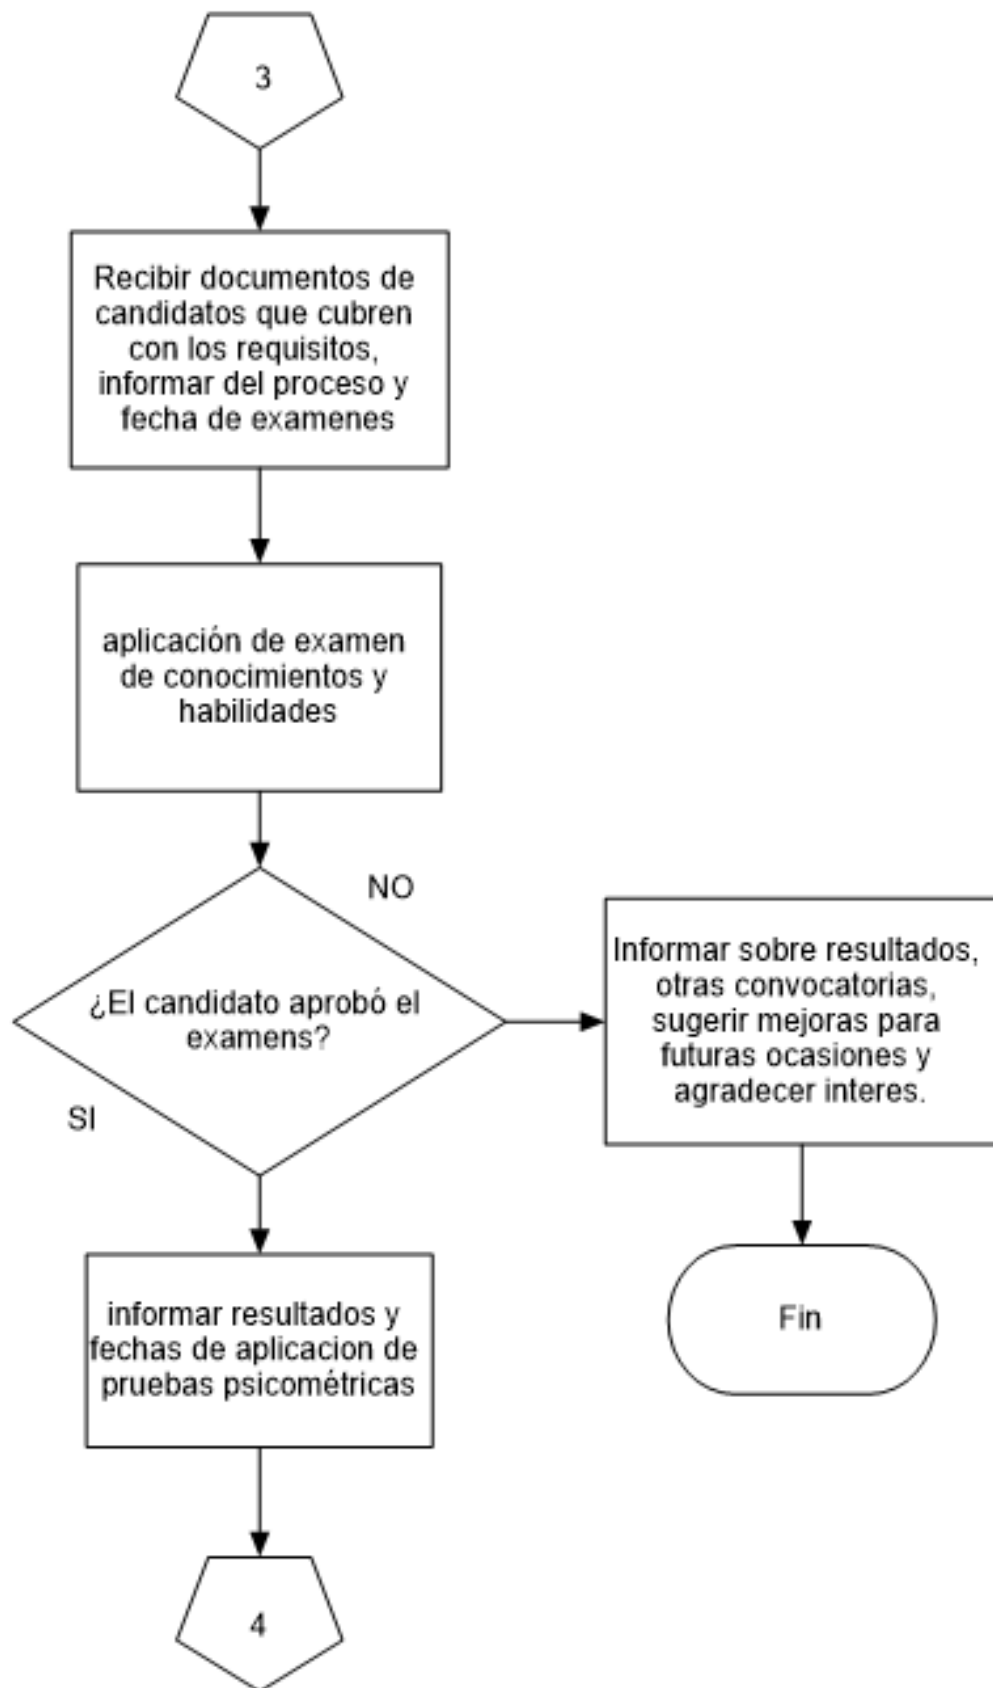 3
Recibir documentos de
candidatos que cubren
con los requisitos,
informar del proceso y
fecha de examenes
aplicación de examen
de conocimientos y
habilidades
NO
¿El candidato aprobó el
examens?
SI
Informar sobre resultados,
otras convocatorias,
sugerir mejoras para
futuras ocasiones y
agradecer interes.
informar resultados y
fechas de aplicacion de
pruebas psicométricas
Fin
4